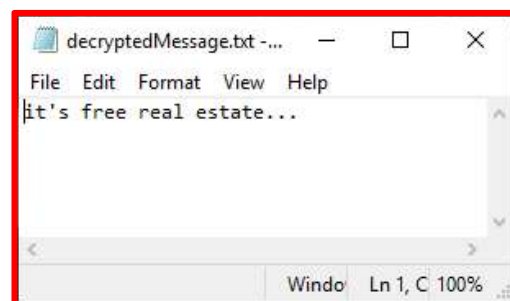 decryptedMessage.txt -...
File Edit Format View Help
it's free real estate...
Windo Ln 1, C 100%